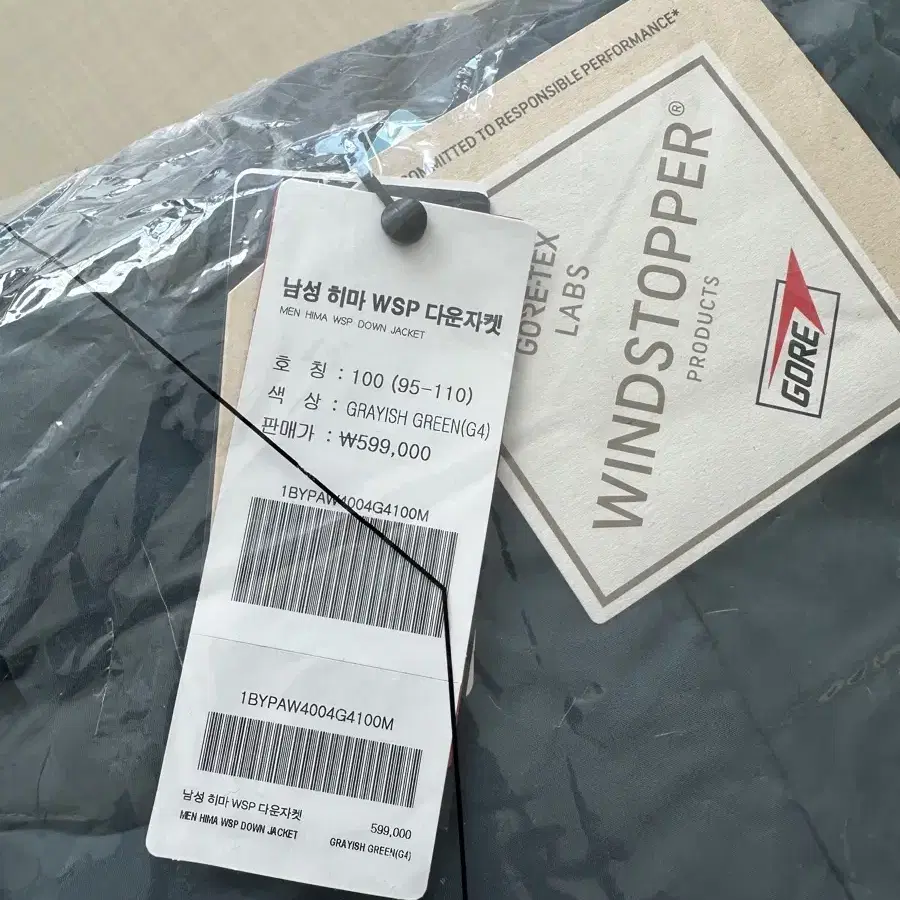 남성 히마 WSP 다운자켓
MEN HIMA WSP DOWN JACKET
호 칭 : 100 (95-110)
색 상 : GRAYISH GREEN(G4)
판매가 : ₩599,000
1BYPAW4004G4100M
1BYPAW4004G4100M
남성 히마 WSP 다운자켓
MEN HIMA WSP DOWN JACKET
599,000
GRAYISH GREEN(G4)
COMMITTED TO RESPONSIBLE PERFORMANCE*
GORE-TEX
LABS
WINDSTOPPER®
PRODUCTS
GORE